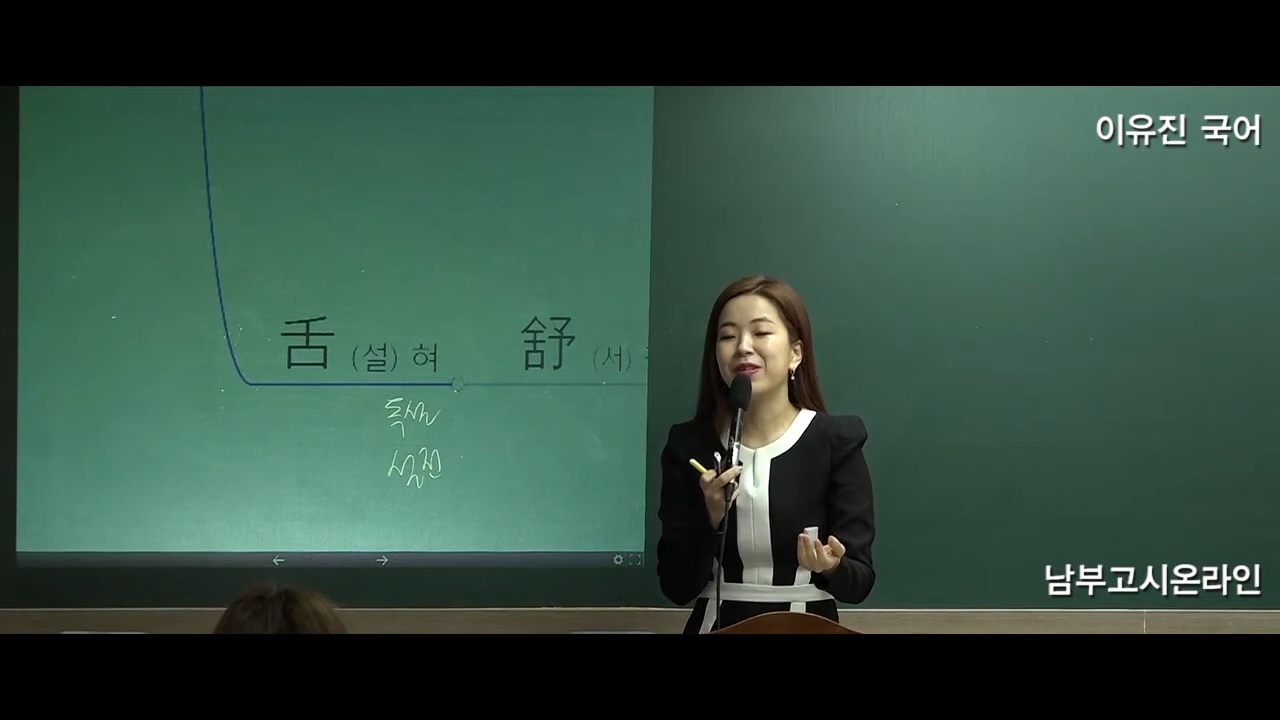 이유진 국어
舌 (설) 혀 舒 (서)
독설
설전
남부고시온라인